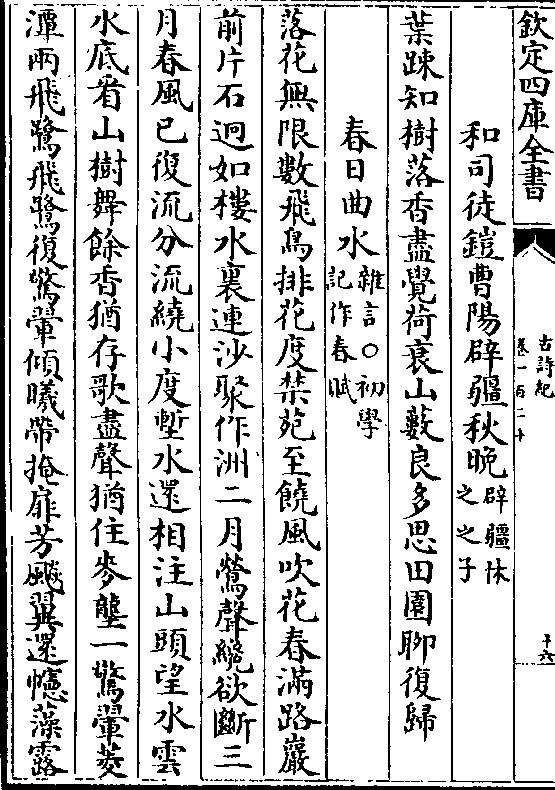 欽定四庫全書
古詩紀
卷一百二十
十六
和司徒鎧曹陽辟疆秋晚辟疆休之之子
葉踈知樹落香盡覺荷衰山藪良多思田園聊復歸
春日曲水雜言○初學記作春賦
落花無限數飛鳥排花度禁苑至饒風吹花春滿路巖
前片石迥如樓水裏連沙聚作洲二月鶯聲纔欲斷三
月春風已復流分流繞小度塹水還相注山頭望水雲
水底看山樹舞餘香猶存歌盡聲猶住麥壟一驚翬菱
潭兩飛鷺飛鷺復驚翬傾曦帶掩扉芳飈翼還幰藻露